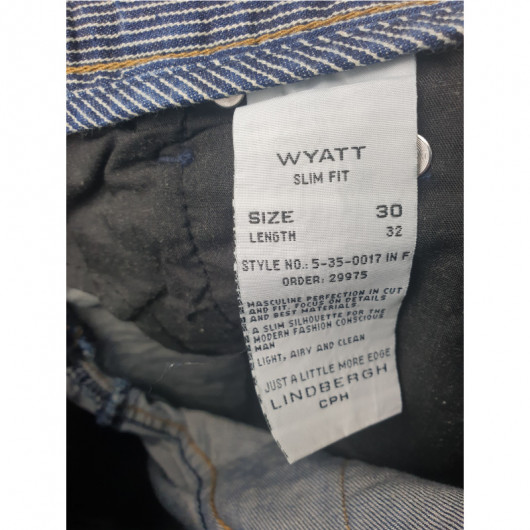 WYATT
SLIM FIT
SIZE 30
LENGTH 32
STYLE NO.: 5-35-0017 IN F
ORDER: 29975
MASCULINE PERFECTION IN CUT
AND FIT, FOCUS ON DETAILS
AND BEST MATERIALS
A SLIM SILHOUETTE FOR THE
MODERN FASHION CONSCIOUS
MAN
LIGHT, AIRY AND CLEAN
JUST A LITTLE MORE EDGE
LINDBERGH
CPH